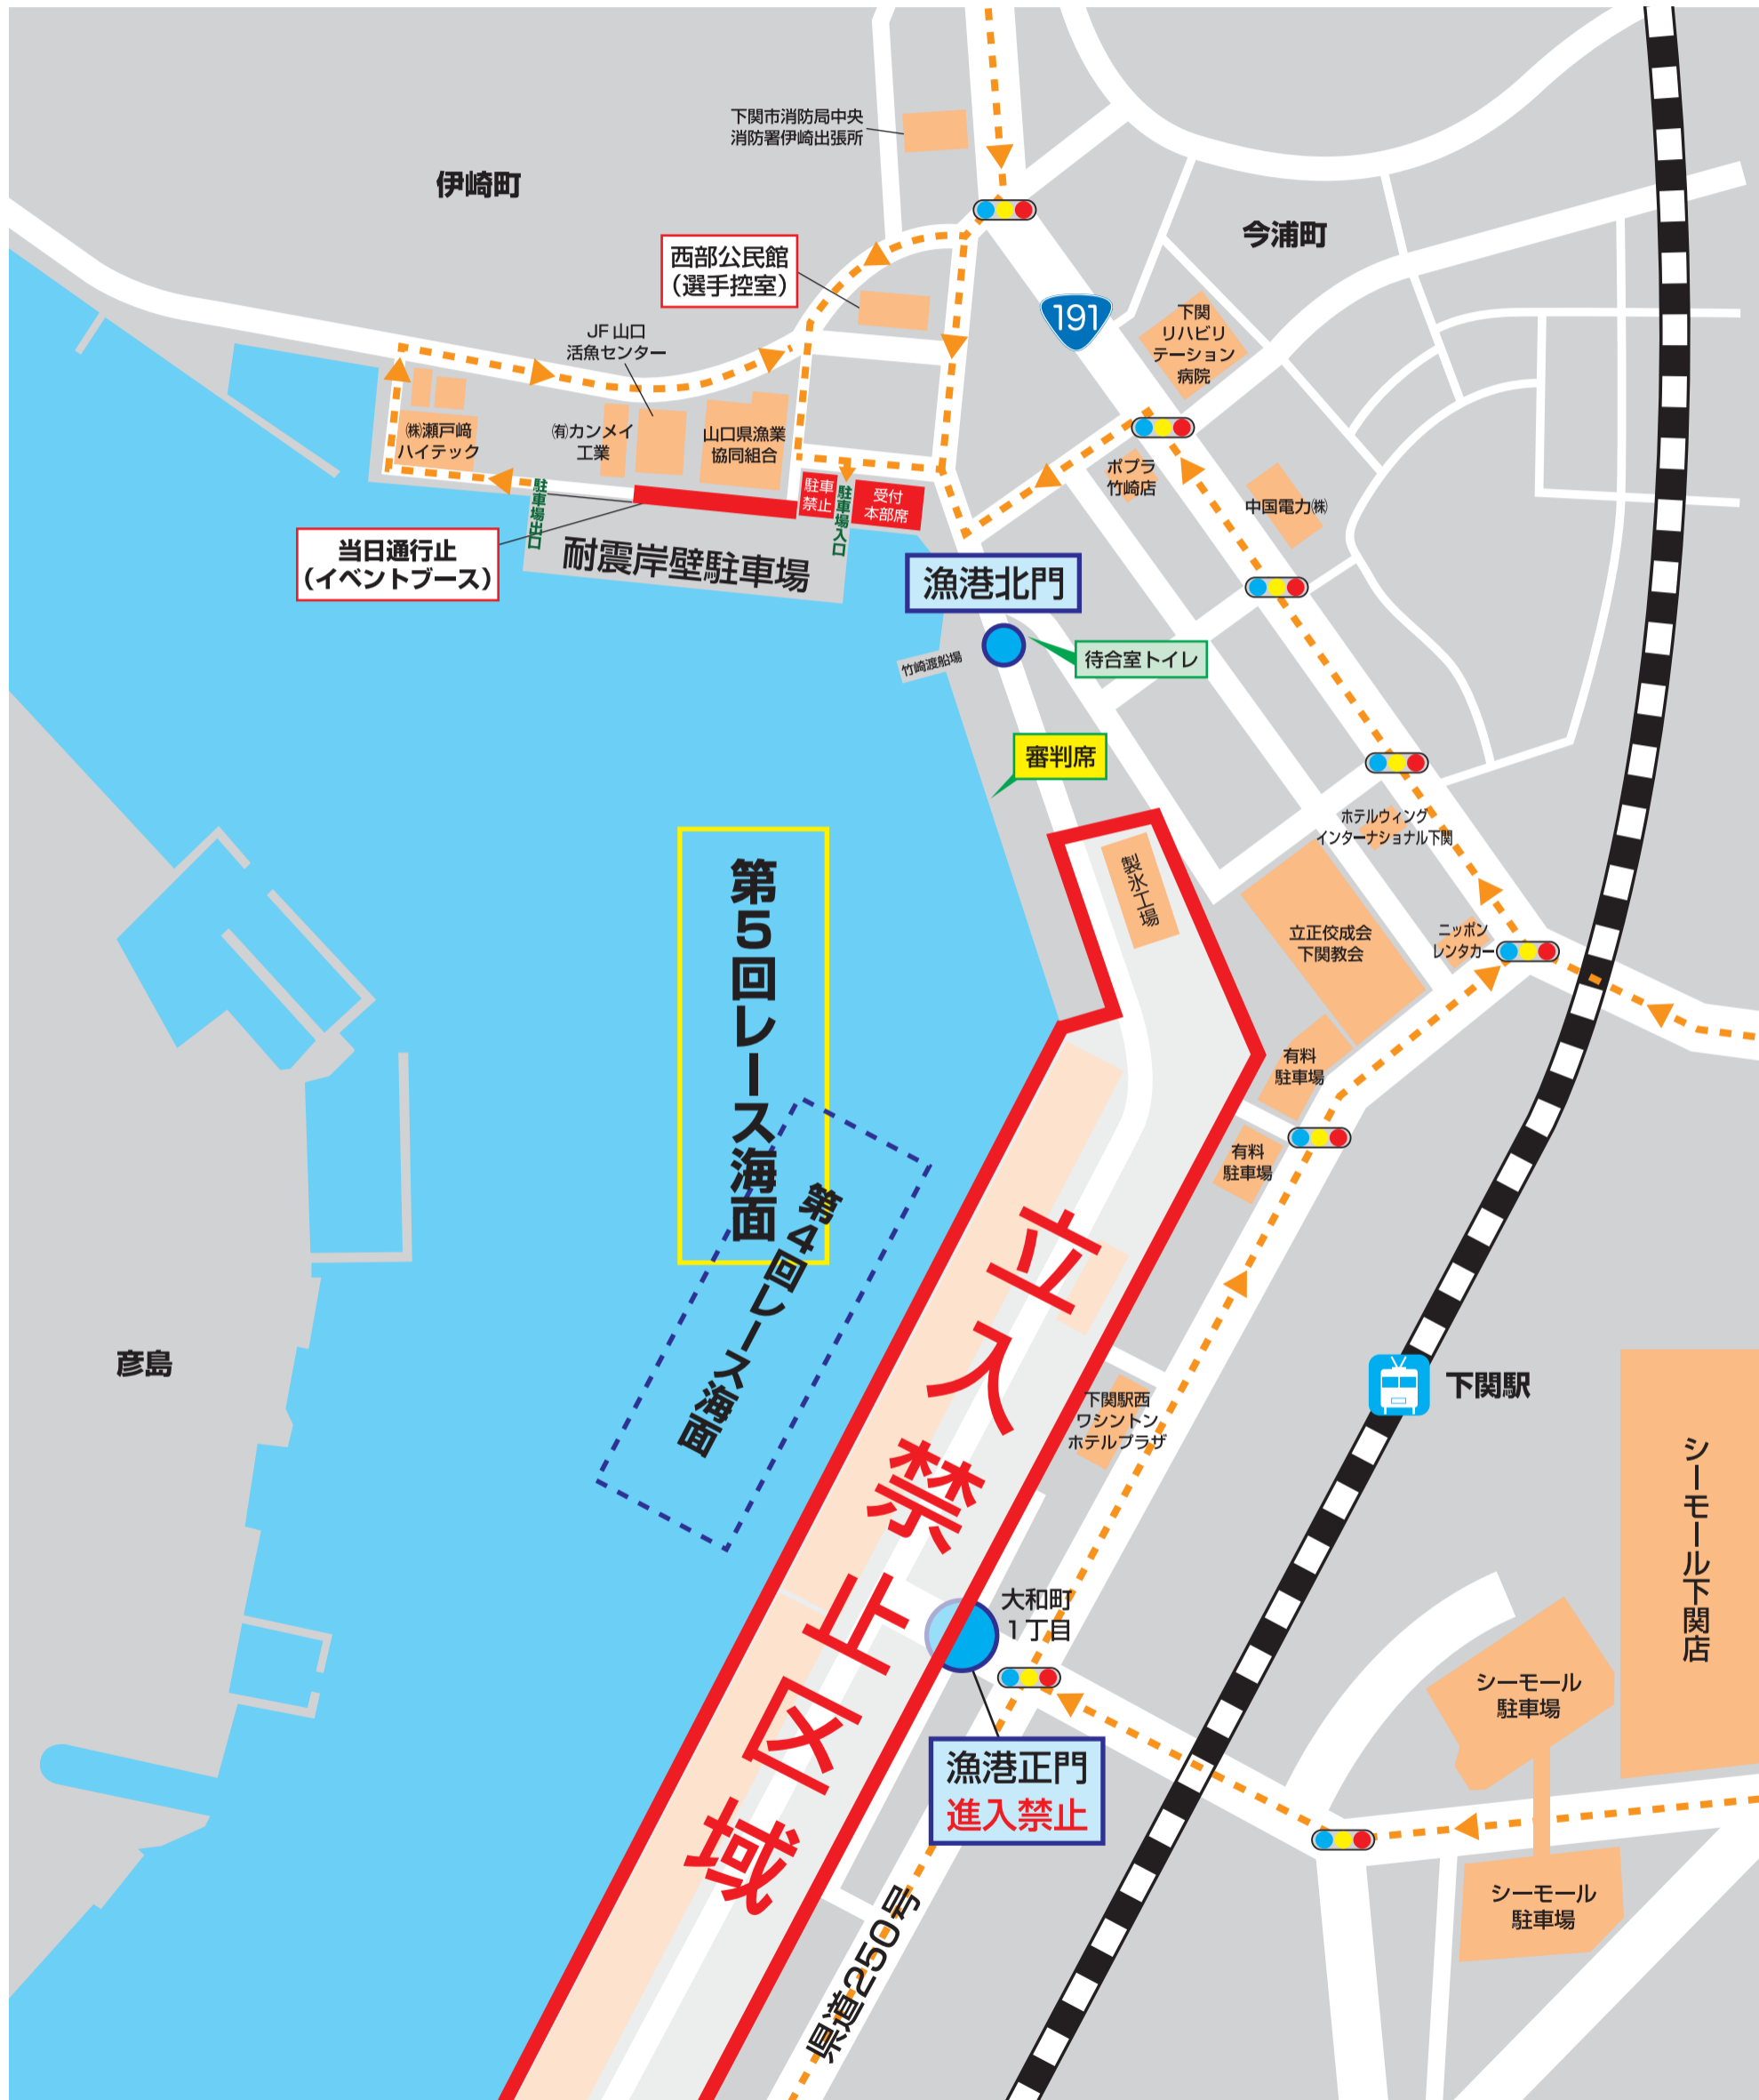 下関市消防局中央
消防署伊崎出張所
伊崎町
今浦町
西部公民館
（選手控室）
191
下関
リハビリ
テーション
病院
JF山口
活魚センター
㈱瀬戸﨑
ハイテック
㈲カンメイ
工業
山口県漁業
協同組合
ポプラ
竹崎店
中国電力㈱
駐車場出口
駐車
禁止
駐車場入口
受付
本部席
当日通行止
（イベントブース）
耐震岸壁駐車場
漁港北門
竹崎渡船場
待合室トイレ
審判席
ホテルウィング
インターナショナル下関
製氷工場
第5回レース海面
立正佼成会
下関教会
ニッポン
レンタカー
有料
駐車場
有料
駐車場
第4回レース海面
立入禁止区域
彦島
下関駅
下関駅西
ワシントン
ホテルプラザ
シーモール下関店
大和町
1丁目
シーモール
駐車場
漁港正門
進入禁止
シーモール
駐車場
県道250号